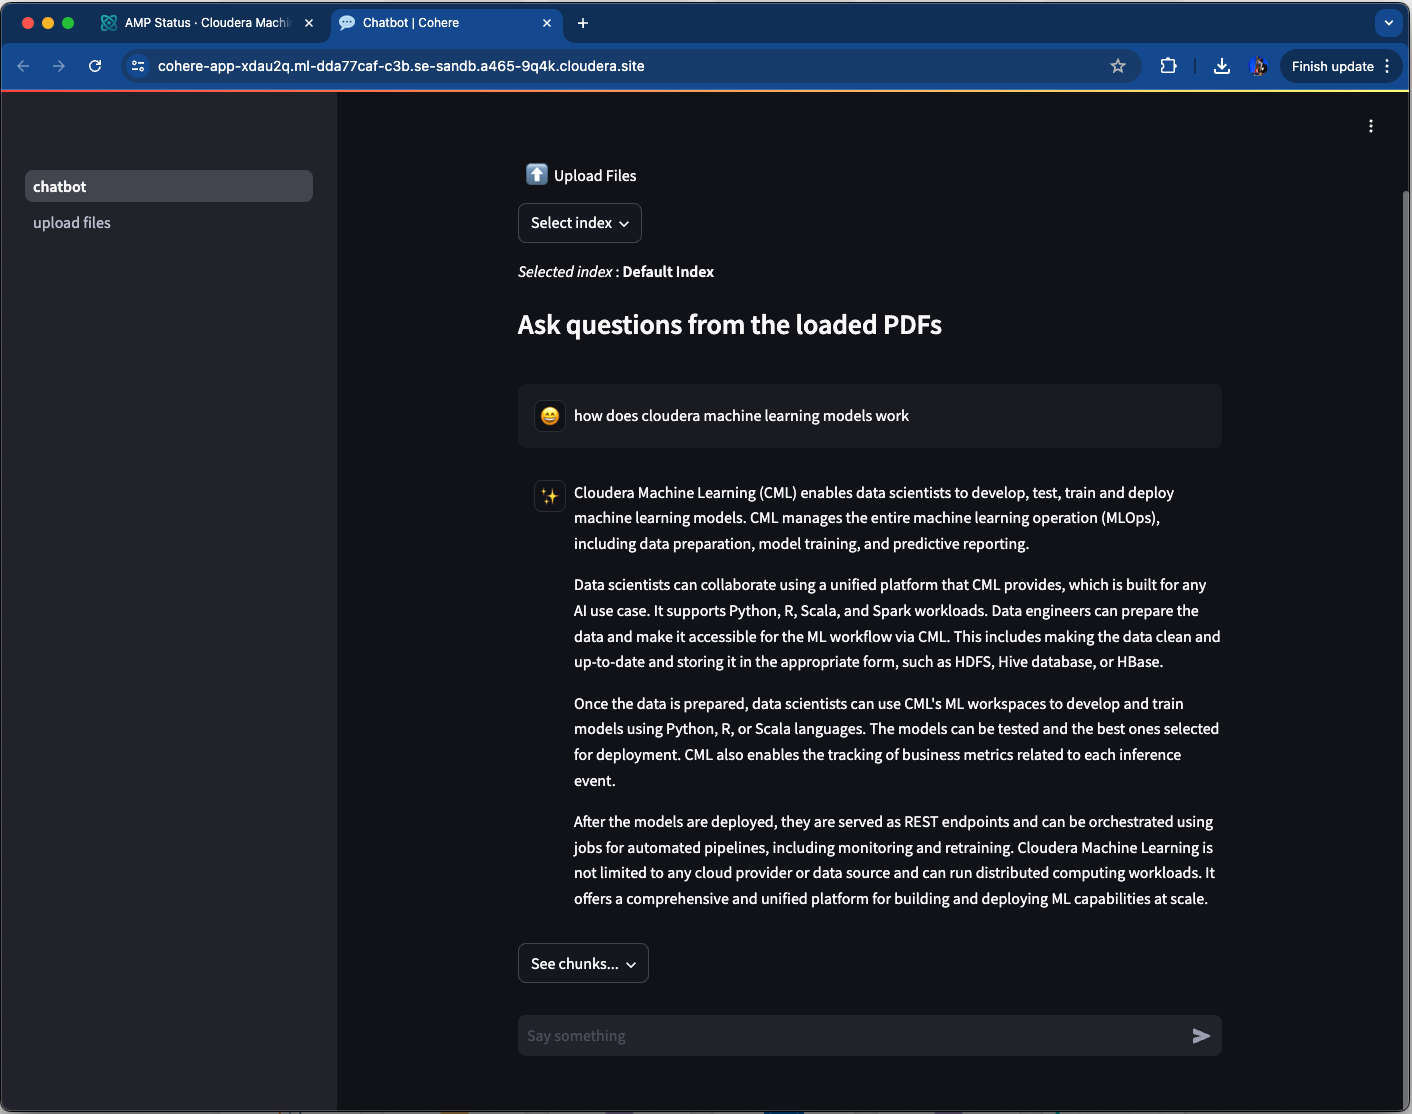 AMP Status · Cloudera Machin
Chatbot | Cohere
cohere-app-xdau2q.ml-dda77caf-c3b.se-sandb.a465-9q4k.cloudera.site
Finish update
chatbot
upload files
Upload Files
Select index
Selected index : Default Index
Ask questions from the loaded PDFs
how does cloudera machine learning models work
Cloudera Machine Learning (CML) enables data scientists to develop, test, train and deploy
machine learning models. CML manages the entire machine learning operation (MLOps),
including data preparation, model training, and predictive reporting.
Data scientists can collaborate using a unified platform that CML provides, which is built for any
AI use case. It supports Python, R, Scala, and Spark workloads. Data engineers can prepare the
data and make it accessible for the ML workflow via CML. This includes making the data clean and
up-to-date and storing it in the appropriate form, such as HDFS, Hive database, or HBase.
Once the data is prepared, data scientists can use CML's ML workspaces to develop and train
models using Python, R, or Scala languages. The models can be tested and the best ones selected
for deployment. CML also enables the tracking of business metrics related to each inference
event.
After the models are deployed, they are served as REST endpoints and can be orchestrated using
jobs for automated pipelines, including monitoring and retraining. Cloudera Machine Learning is
not limited to any cloud provider or data source and can run distributed computing workloads. It
offers a comprehensive and unified platform for building and deploying ML capabilities at scale.
See chunks...
Say something